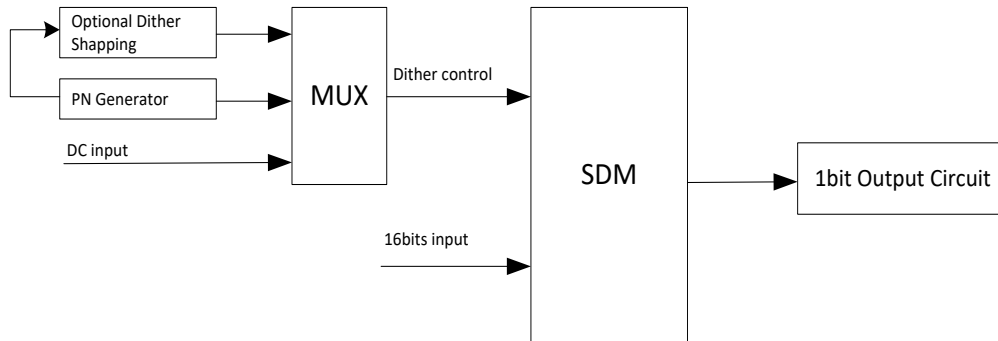 Optional Dither
Shapping
PN Generator
DC input
MUX
Dither control
16bits input
SDM
1bit Output Circuit